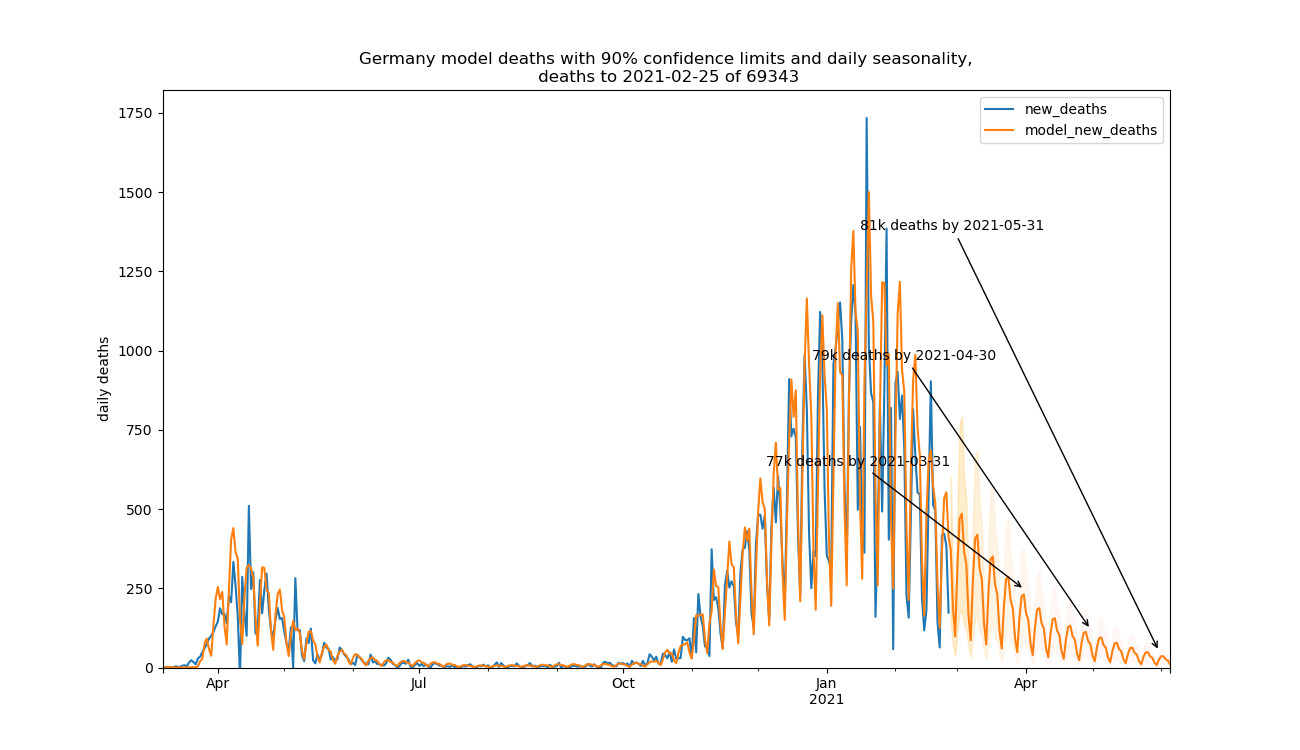 Germany model deaths with 90% confidence limits and daily seasonality,
deaths to 2021-02-25 of 69343
new_deaths
model_new_deaths
1750
1500
1250
1000
750
500
250
0
daily deaths
81k deaths by 2021-05-31
79k deaths by 2021-04-30
77k deaths by 2021-03-31
Apr
Jul
Oct
Jan
2021
Apr